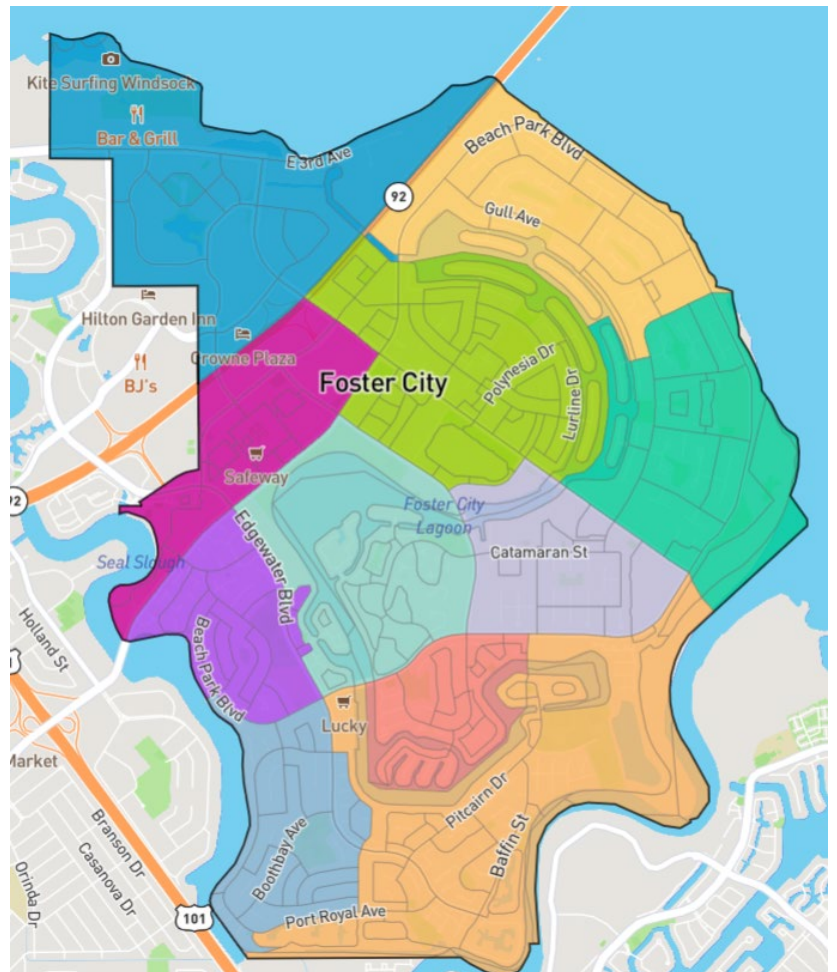 Kite Surfing Windsock
Bar & Grill
E 3rd Ave
Beach Park Blvd
92
Gull Ave
Hilton Garden Inn
Crowne Plaza
BJ's
Foster City
Polynesia Dr
Lurline Dr
Safeway
92
Foster City
Lagoon
Edgewater Blvd
Catamaran St
Seal Slough
Holland St
Beach Park Blvd
Lucky
Market
Pitcairn Dr
Branson Dr
Casanova Dr
Boothbay Ave
Baffin St
Orinda Dr
101
Port Royal Ave